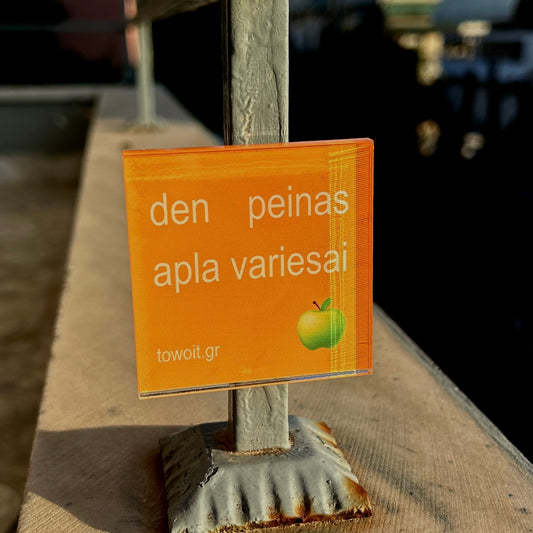 den peinas
apla variesai
towoit.gr